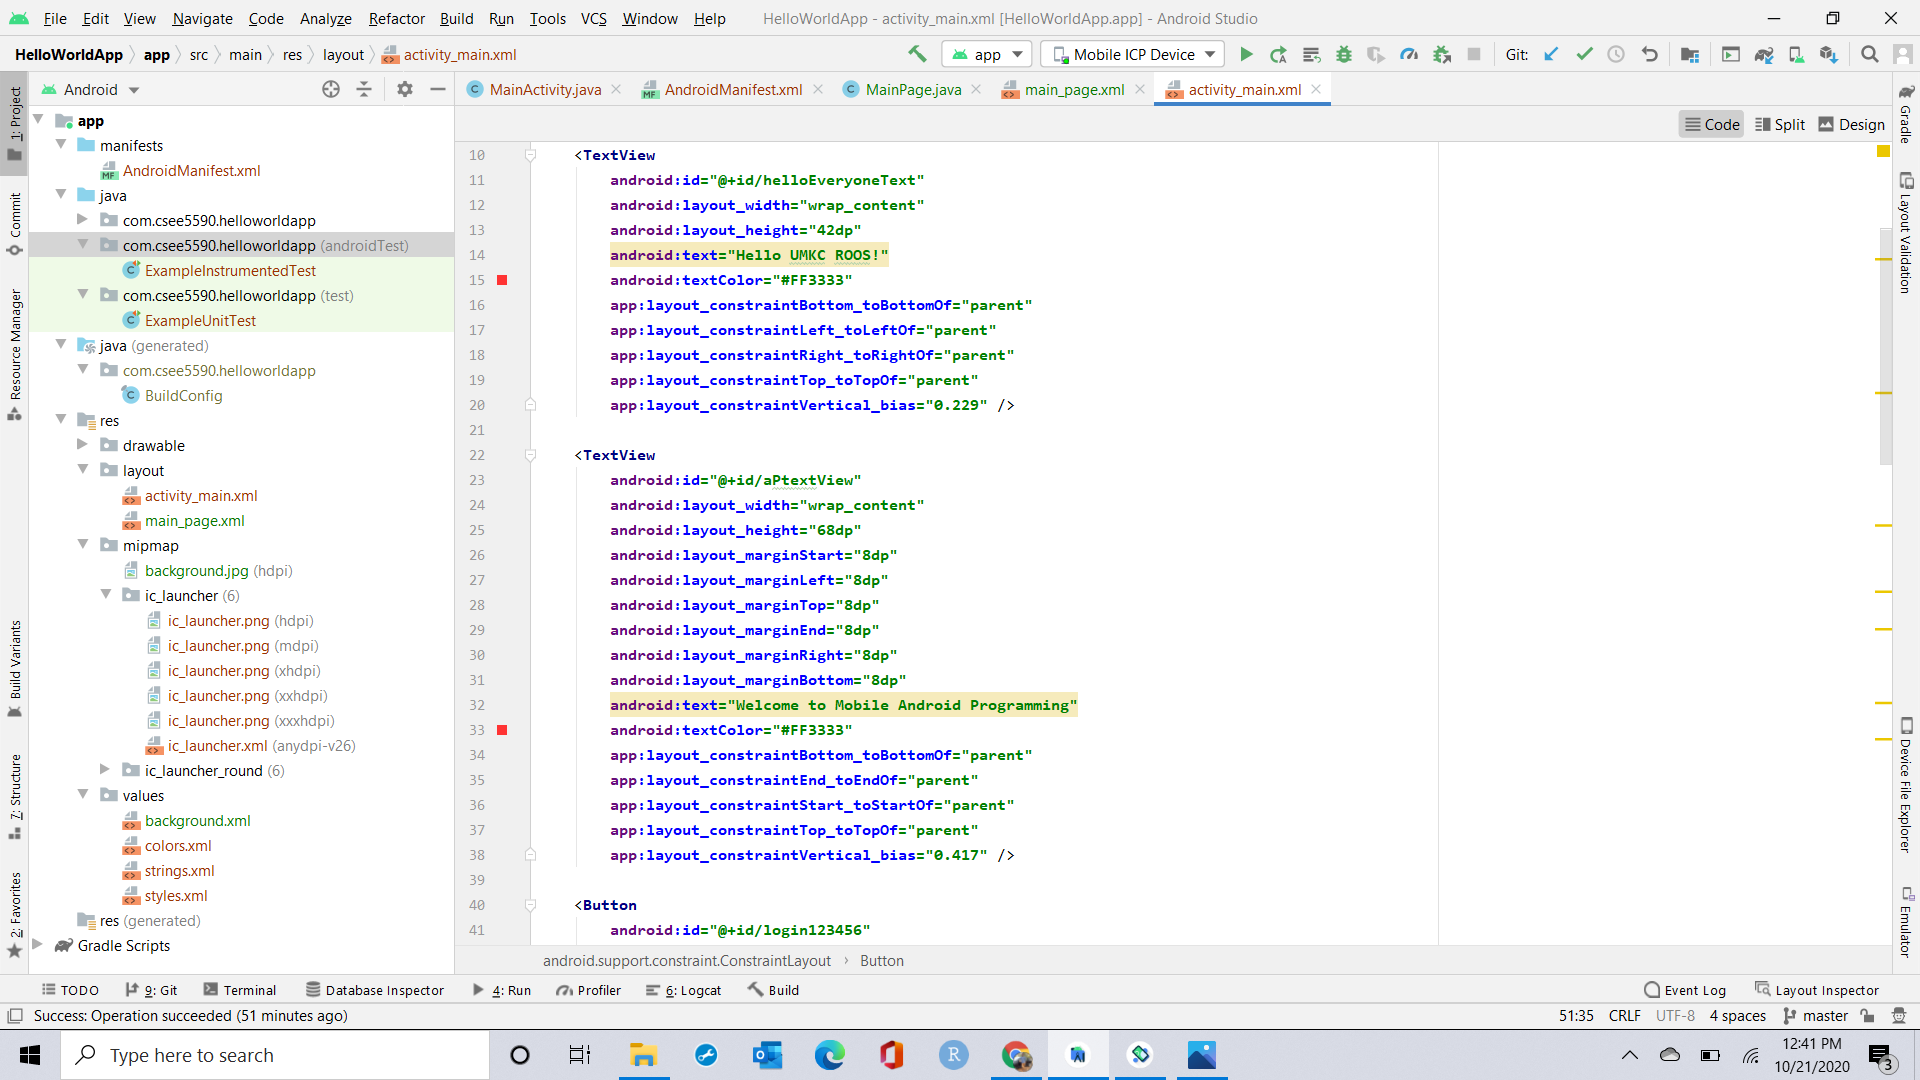 File Edit View Navigate Code Analyze Refactor Build Run Tools VCS Window Help HelloWorldApp - activity_main.xml [HelloWorldApp.app] - Android Studio
HelloWorldApp app src main res layout activity_main.xml app Mobile ICP Device Git:
Android MainActivity.java AndroidManifest.xml MainPage.java main_page.xml activity_main.xml
Code Split Design
1: Project
Commit
Resource Manager
Build Variants
7: Structure
2: Favorites
app
manifests
AndroidManifest.xml
java
com.csee5590.helloworldapp
com.csee5590.helloworldapp (androidTest)
ExampleInstrumentedTest
com.csee5590.helloworldapp (test)
ExampleUnitTest
java (generated)
com.csee5590.helloworldapp
BuildConfig
res
drawable
layout
activity_main.xml
main_page.xml
mipmap
background.jpg (hdpi)
ic_launcher (6)
ic_launcher.png (hdpi)
ic_launcher.png (mdpi)
ic_launcher.png (xhdpi)
ic_launcher.png (xxhdpi)
ic_launcher.png (xxxhdpi)
ic_launcher.xml (anydpi-v26)
ic_launcher_round (6)
values
background.xml
colors.xml
strings.xml
styles.xml
res (generated)
Gradle Scripts
10 <TextView
11 android:id="@+id/helloEveryoneText"
12 android:layout_width="wrap_content"
13 android:layout_height="42dp"
14 android:text="Hello UMKC ROOS!"
15 android:textColor="#FF3333"
16 app:layout_constraintBottom_toBottomOf="parent"
17 app:layout_constraintLeft_toLeftOf="parent"
18 app:layout_constraintRight_toRightOf="parent"
19 app:layout_constraintTop_toTopOf="parent"
20 app:layout_constraintVertical_bias="0.229" />
21
22 <TextView
23 android:id="@+id/aPtextView"
24 android:layout_width="wrap_content"
25 android:layout_height="68dp"
26 android:layout_marginStart="8dp"
27 android:layout_marginLeft="8dp"
28 android:layout_marginTop="8dp"
29 android:layout_marginEnd="8dp"
30 android:layout_marginRight="8dp"
31 android:layout_marginBottom="8dp"
32 android:text="Welcome to Mobile Android Programming"
33 android:textColor="#FF3333"
34 app:layout_constraintBottom_toBottomOf="parent"
35 app:layout_constraintEnd_toEndOf="parent"
36 app:layout_constraintStart_toStartOf="parent"
37 app:layout_constraintTop_toTopOf="parent"
38 app:layout_constraintVertical_bias="0.417" />
39
40 <Button
41 android:id="@+id/login123456"
android.support.constraint.ConstraintLayout › Button
Gradle
Layout Validation
Device File Explorer
Emulator
TODO 9: Git Terminal Database Inspector 4: Run Profiler 6: Logcat Build Event Log Layout Inspector
Success: Operation succeeded (51 minutes ago) 51:35 CRLF UTF-8 4 spaces master
Type here to search
12:41 PM
10/21/2020
3